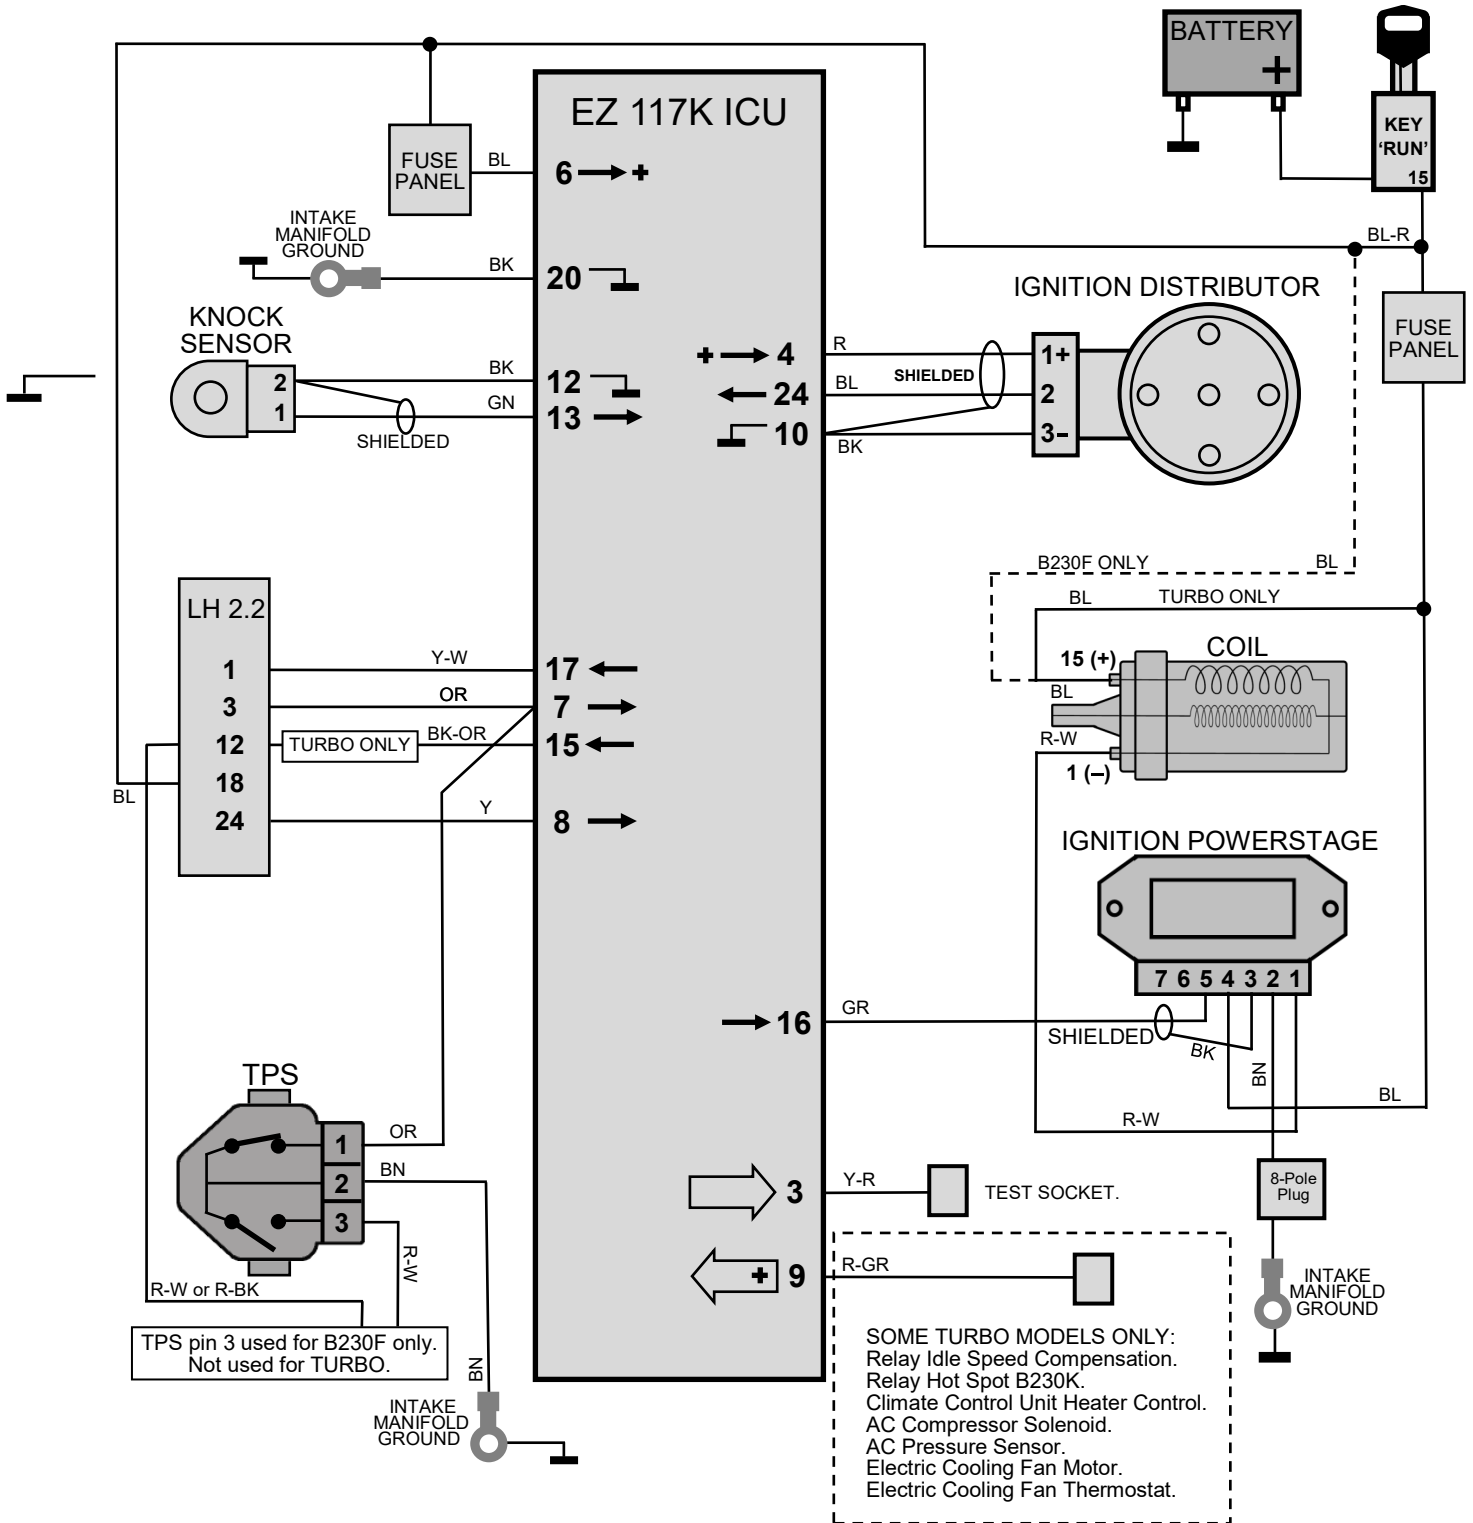 BATTERY
+
KEY
'RUN'
15
EZ 117K ICU
FUSE
PANEL
BL
6
+
BL-R
INTAKE
MANIFOLD
GROUND
BK
20
IGNITION DISTRIBUTOR
FUSE
PANEL
KNOCK
SENSOR
2
1
BK
GN
SHIELDED
12
13
+
4
24
10
R
BL
BK
SHIELDED
1+
2
3–
B230F ONLY
BL
BL
TURBO ONLY
LH 2.2
1
3
12
18
24
BL
Y-W
OR
TURBO ONLY
BK-OR
Y
17
7
15
8
COIL
15 (+)
BL
R-W
1 (–)
IGNITION POWERSTAGE
7 6 5 4 3 2 1
16
GR
SHIELDED
BK
BN
BL
R-W
TPS
1
2
3
OR
BN
R-W
R-W or R-BK
TPS pin 3 used for B230F only.
Not used for TURBO.
BN
INTAKE
MANIFOLD
GROUND
3
Y-R
TEST SOCKET.
8-Pole
Plug
+
9
R-GR
INTAKE
MANIFOLD
GROUND
SOME TURBO MODELS ONLY:
Relay Idle Speed Compensation.
Relay Hot Spot B230K.
Climate Control Unit Heater Control.
AC Compressor Solenoid.
AC Pressure Sensor.
Electric Cooling Fan Motor.
Electric Cooling Fan Thermostat.